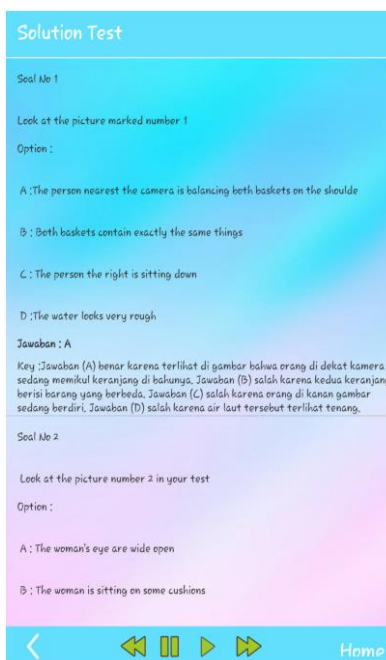 Solution Test
Soal No 1
Look at the picture marked number 1
Option :
A :The person nearest the camera is balancing both baskets on the shoulde
B : Both baskets contain exactly the same things
C : The person the right is sitting down
D :The water looks very rough
Jawaban : A
Key :Jawaban (A) benar karena terlihat di gambar bahwa orang di dekat kamera
sedang memikul keranjang di bahunya. Jawaban (B) salah karena kedua keranjang
berisi barang yang berbeda. Jawaban (C) salah karena orang di kanan gambar
sedang berdiri. Jawaban (D) salah karena air laut tersebut terlihat tenang.
Soal No 2
Look at the picture number 2 in your test
Option :
A : The woman's eye are wide open
B : The woman is sitting on some cushions
Home